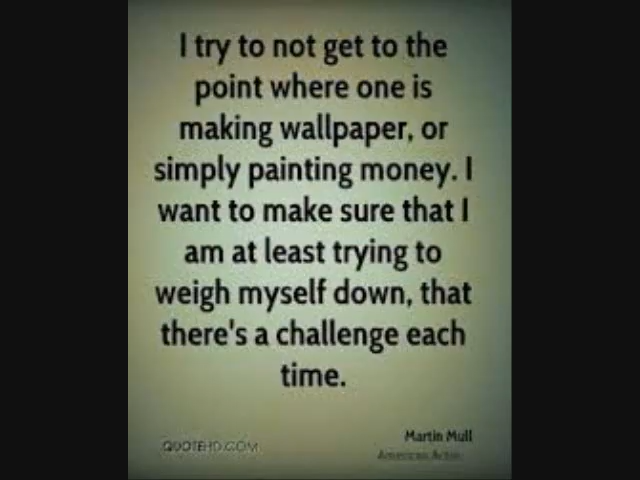 I try to not get to the
point where one is
making wallpaper, or
simply painting money. I
want to make sure that I
am at least trying to
weigh myself down, that
there's a challenge each
time.
Martin Mull
QUOTEHD.COM
American Actor